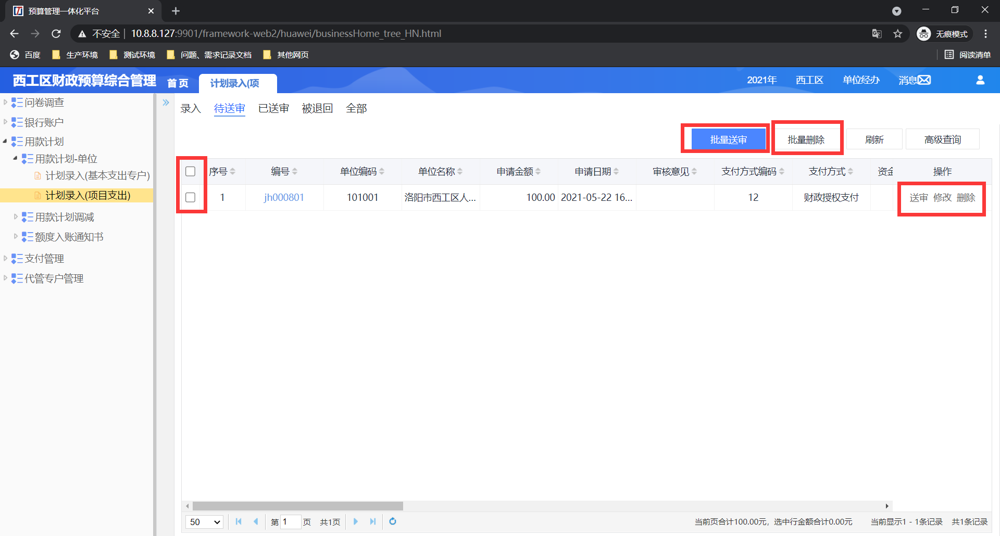 预算管理一体化平台
不安全 10.8.8.127:9901/framework-web2/huawei/businessHome_tree_HN.html
无痕模式
百度 生产环境 测试环境 问题、需求记录文档 其他网页 阅读清单
西工区财政预算综合管理 首页 计划录入(项 2021年 西工区 单位经办 消息
问卷调查
银行账户
用款计划
用款计划-单位
计划录入(基本支出专户)
计划录入(项目支出)
用款计划调减
额度入账通知书
支付管理
代管专户管理
录入 待送审 已送审 被退回 全部
批量送审 批量删除 刷新 高级查询
序号 编号 单位编码 单位名称 申请金额 申请日期 审核意见 支付方式编码 支付方式 资金 操作
1 jh000801 101001 洛阳市西工区人... 100.00 2021-05-22 16... 12 财政授权支付 送审 修改 删除
50 第 1 页 共1页 当前页合计100.00元，选中行金额合计0.00元 当前显示1 - 1条记录 共1条记录